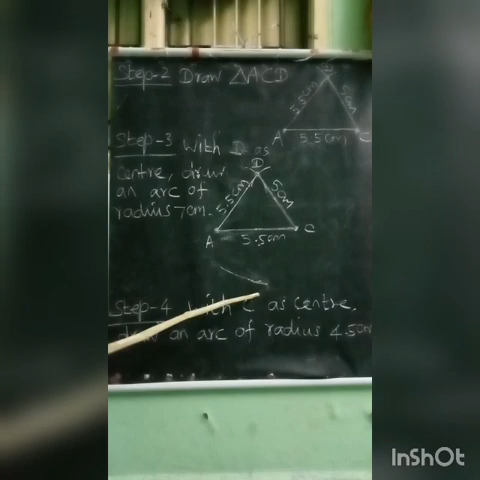 Step-2 Draw △ACD
D
5.5cm
5cm
A
5.5cm
C
Step-3 With D as
centre, draw
an arc of
radius 7cm.
D
5.5cm
5cm
A
5.5cm
C
Step-4 With C as centre,
draw an arc of radius 4.5cm
InShOt